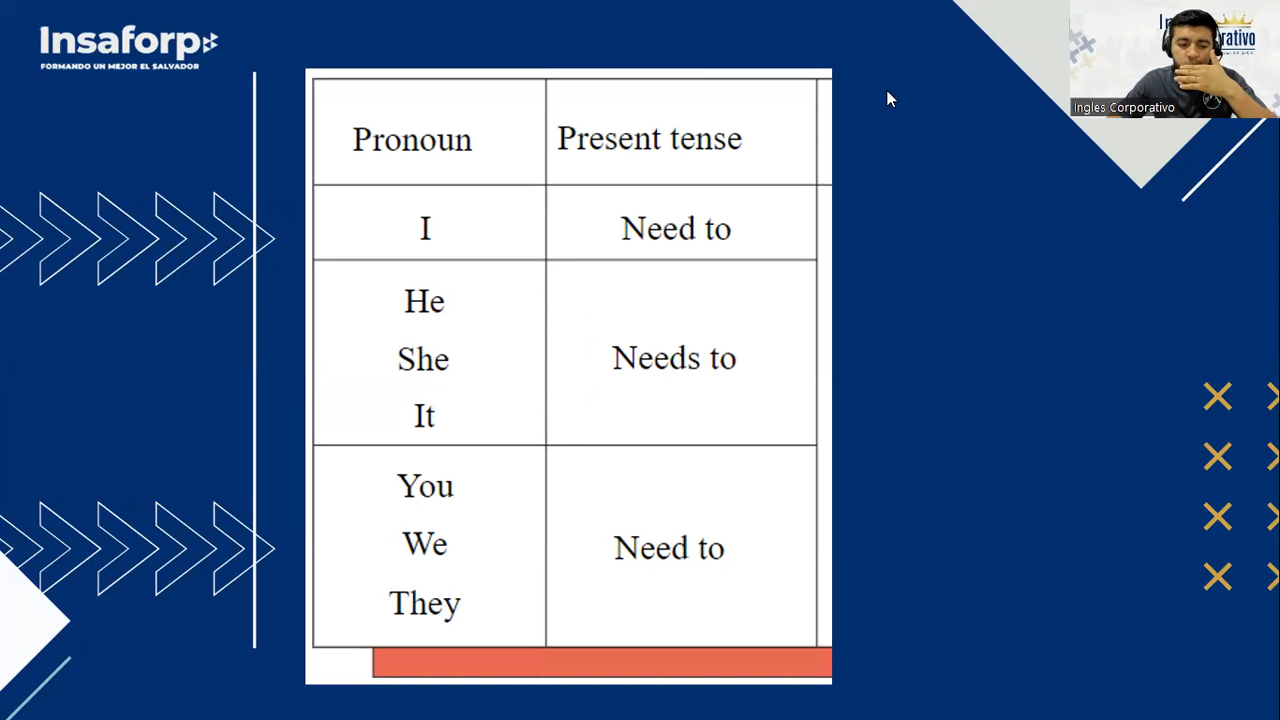 Insaforp
FORMANDO UN MEJOR EL SALVADOR
Pronoun
Present tense
I
Need to
He
She
It
Needs to
You
We
They
Need to
Ingles Corporativo